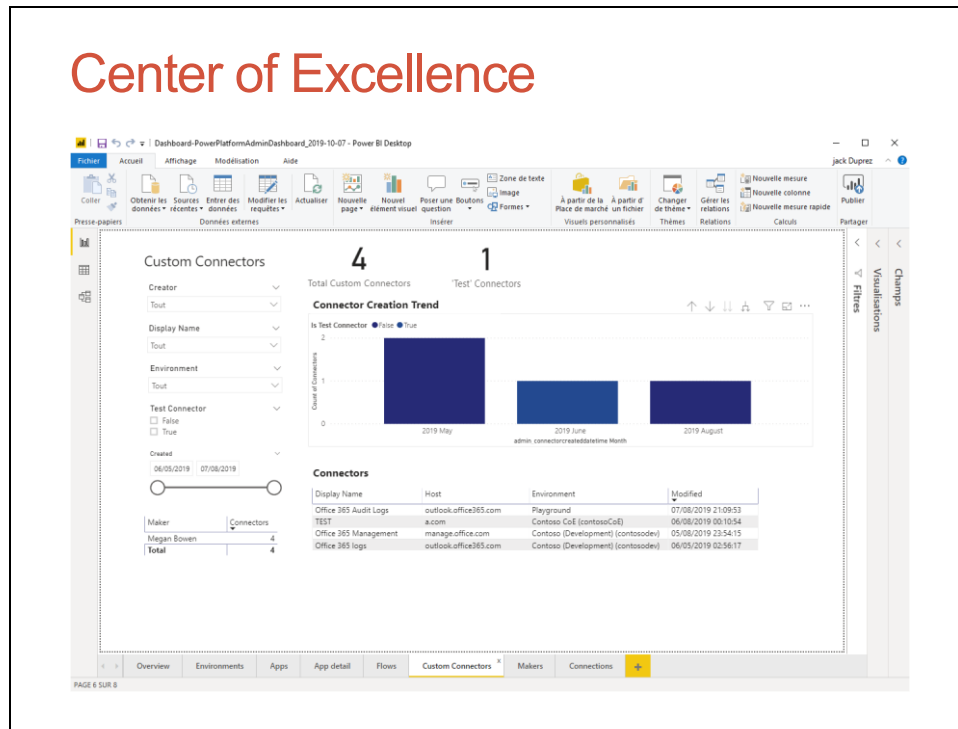 Center of Excellence
Dashboard-PowerPlatformAdminDashboard_2019-10-07 - Power BI Desktop
Fichier Accueil Affichage Modélisation Aide jack Duprez
Coller Obtenir les données Sources récentes Entrer des données Modifier les requêtes Actualiser Nouvelle page Nouvel élément visuel Poser une question Boutons Zone de texte Image Formes À partir de la Place de marché À partir d' un fichier Changer de thème Gérer les relations Nouvelle mesure Nouvelle colonne Nouvelle mesure rapide Publier
Presse-papiers Données externes Insérer Visuels personnalisés Thèmes Relations Calculs Partager
Custom Connectors
4
Total Custom Connectors
1
'Test' Connectors
Creator
Tout
Display Name
Tout
Environment
Tout
Test Connector
False
True
Created
06/05/2019 07/08/2019
Maker Connectors
Megan Bowen 4
Total 4
Connector Creation Trend
Is Test Connector False True
Count of Connectors
2
1
0
2019 May 2019 June 2019 August
admin_connectorcreateddatetime Month
Connectors
Display Name Host Environment Modified
Office 365 Audit Logs outlook.office365.com Playground 07/08/2019 21:09:53
TEST a.com Contoso CoE (contosoCoE) 06/08/2019 00:10:54
Office 365 Management manage.office.com Contoso (Development) (contosodev) 05/08/2019 23:54:15
Office 365 logs outlook.office365.com Contoso (Development) (contosodev) 06/05/2019 02:56:17
Filtres
Visualisations
Champs
Overview Environments Apps App detail Flows Custom Connectors x Makers Connections +
PAGE 6 SUR 8